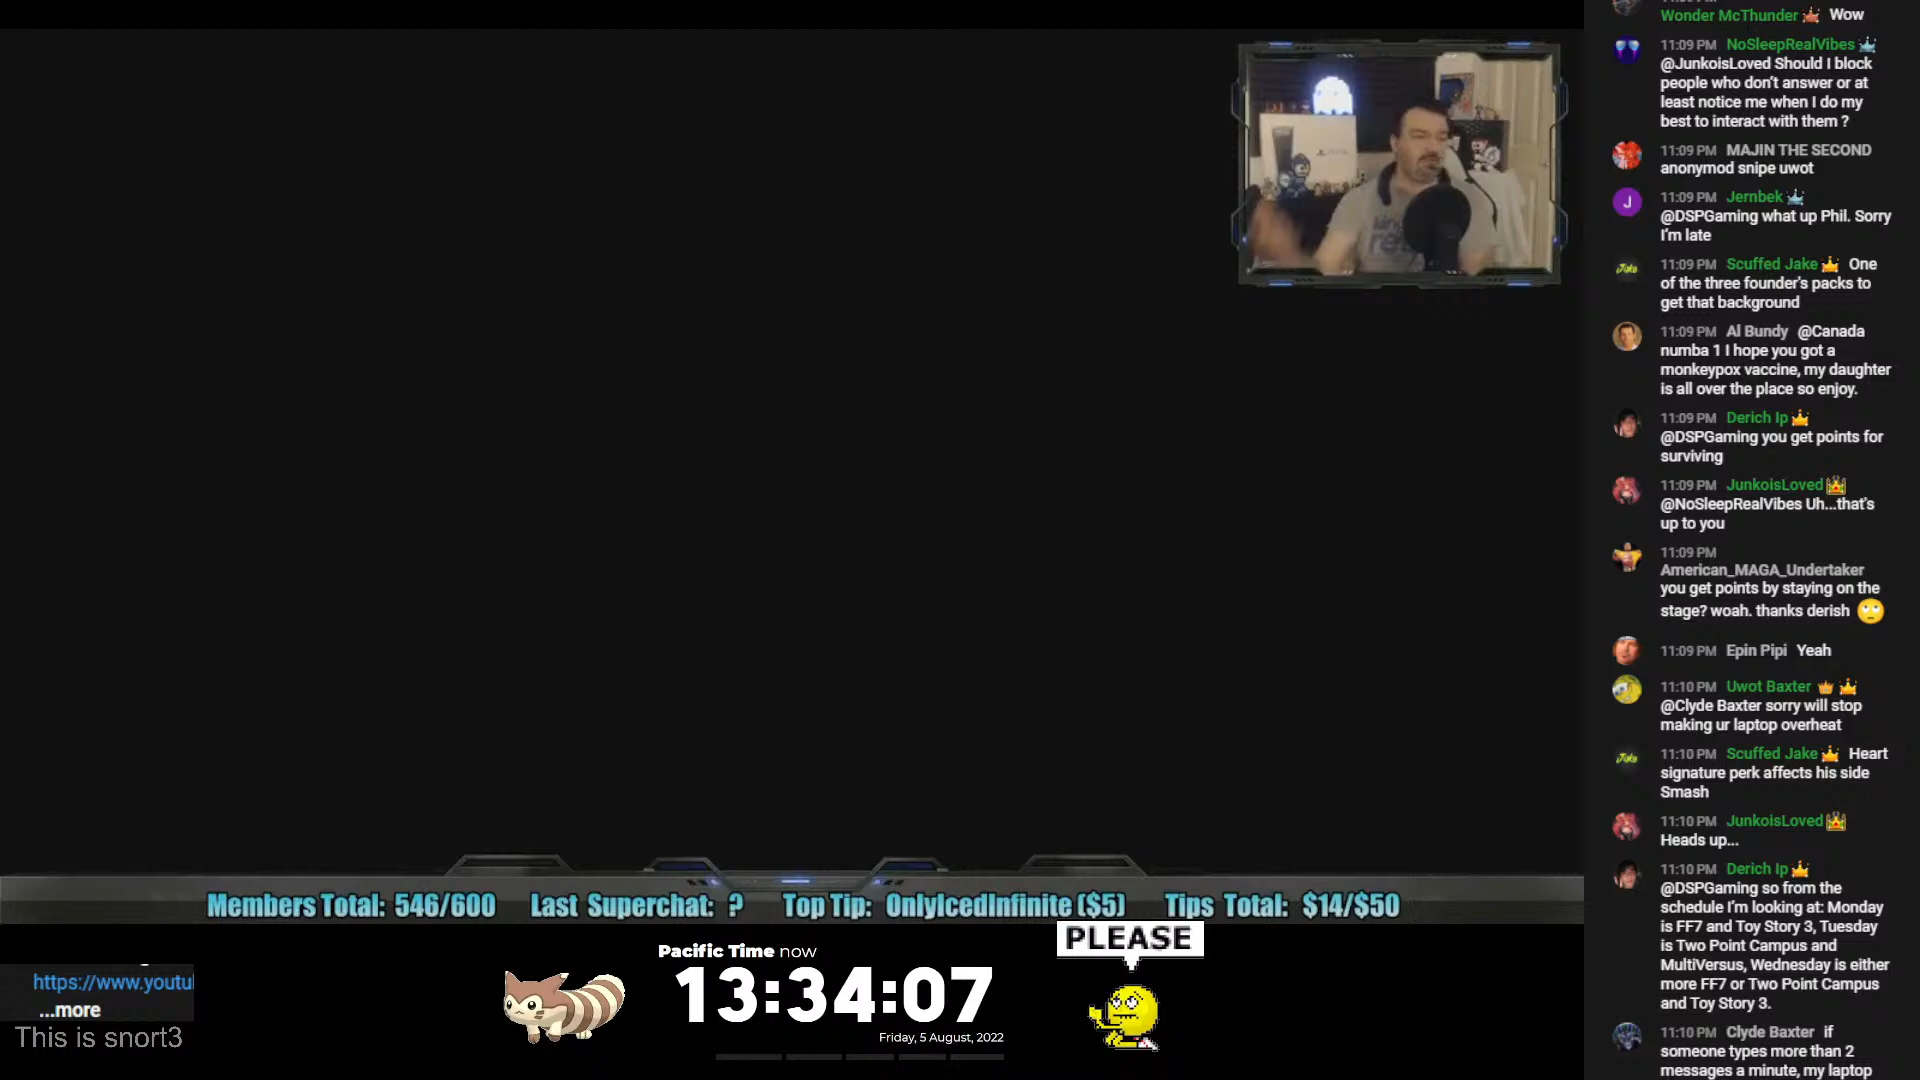 Wonder McThunder Wow
11:09 PM NoSleepRealVibes
@JunkoisLoved Should I block
people who don't answer or at
least notice me when I do my
best to interact with them ?
11:09 PM MAJIN THE SECOND
anonymod snipe uwot
J
11:09 PM Jernbek
@DSPGaming what up Phil. Sorry
I'm late
11:09 PM Scuffed Jake One
of the three founder's packs to
get that background
11:09 PM Al Bundy @Canada
numba 1 I hope you got a
monkeypox vaccine, my daughter
is all over the place so enjoy.
11:09 PM Derich Ip
@DSPGaming you get points for
surviving
11:09 PM JunkoisLoved
@NoSleepRealVibes Uh...that's
up to you
11:09 PM
American_MAGA_Undertaker
you get points by staying on the
stage? woah. thanks derish
11:09 PM Epin Pipi Yeah
11:10 PM Uwot Baxter
@Clyde Baxter sorry will stop
making ur laptop overheat
11:10 PM Scuffed Jake Heart
signature perk affects his side
Smash
11:10 PM JunkoisLoved
Heads up...
11:10 PM Derich Ip
@DSPGaming so from the
schedule I'm looking at: Monday
is FF7 and Toy Story 3, Tuesday
is Two Point Campus and
MultiVersus, Wednesday is either
more FF7 or Two Point Campus
and Toy Story 3.
11:10 PM Clyde Baxter if
someone types more than 2
messages a minute, my laptop
Members Total: 546/600 Last Superchat: ? Top Tip: OnlyIcedInfinite ($5) Tips Total: $14/$50
PLEASE
Pacific Time now
13:34:07
Friday, 5 August, 2022
https://www.youtu
...more
This is snort3